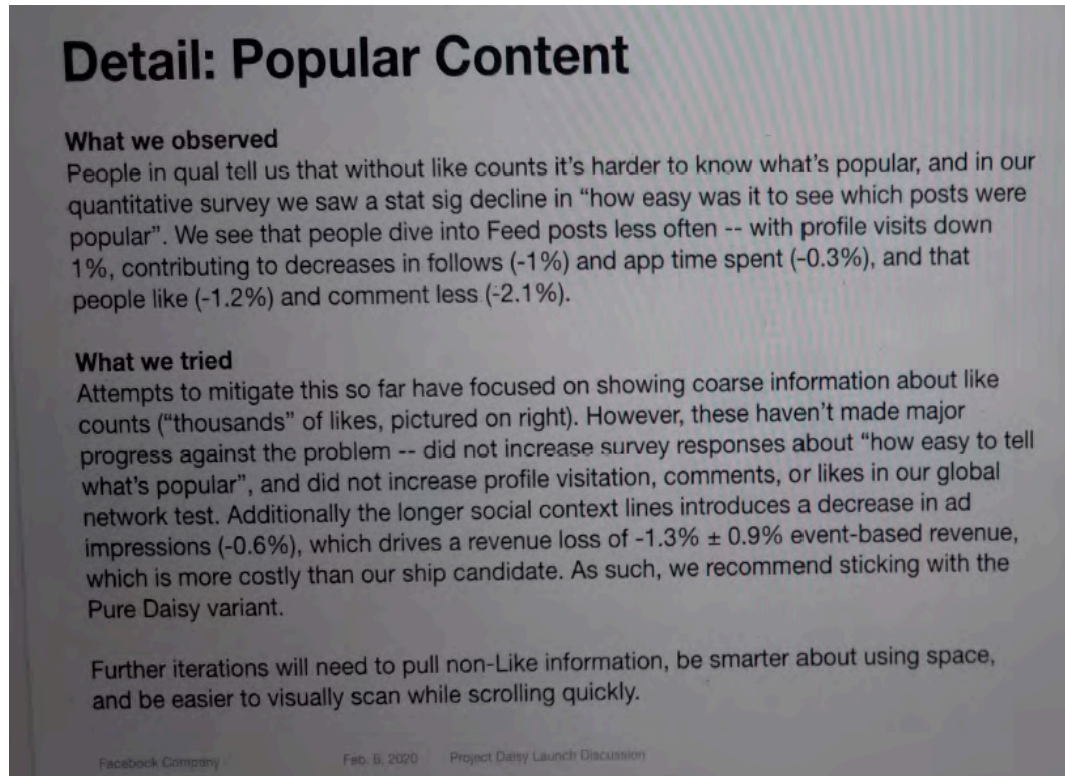 Detail: Popular Content
What we observed
People in qual tell us that without like counts it's harder to know what's popular, and in our
quantitative survey we saw a stat sig decline in “how easy was it to see which posts were
popular”. We see that people dive into Feed posts less often -- with profile visits down
1%, contributing to decreases in follows (-1%) and app time spent (-0.3%), and that
people like (-1.2%) and comment less (-2.1%).
What we tried
Attempts to mitigate this so far have focused on showing coarse information about like
counts (“thousands” of likes, pictured on right). However, these haven't made major
progress against the problem -- did not increase survey responses about “how easy to tell
what's popular”, and did not increase profile visitation, comments, or likes in our global
network test. Additionally the longer social context lines introduces a decrease in ad
impressions (-0.6%), which drives a revenue loss of -1.3% ± 0.9% event-based revenue,
which is more costly than our ship candidate. As such, we recommend sticking with the
Pure Daisy variant.
Further iterations will need to pull non-Like information, be smarter about using space,
and be easier to visually scan while scrolling quickly.
Facebook Company Feb. 6, 2020 Project Daisy Launch Discussion